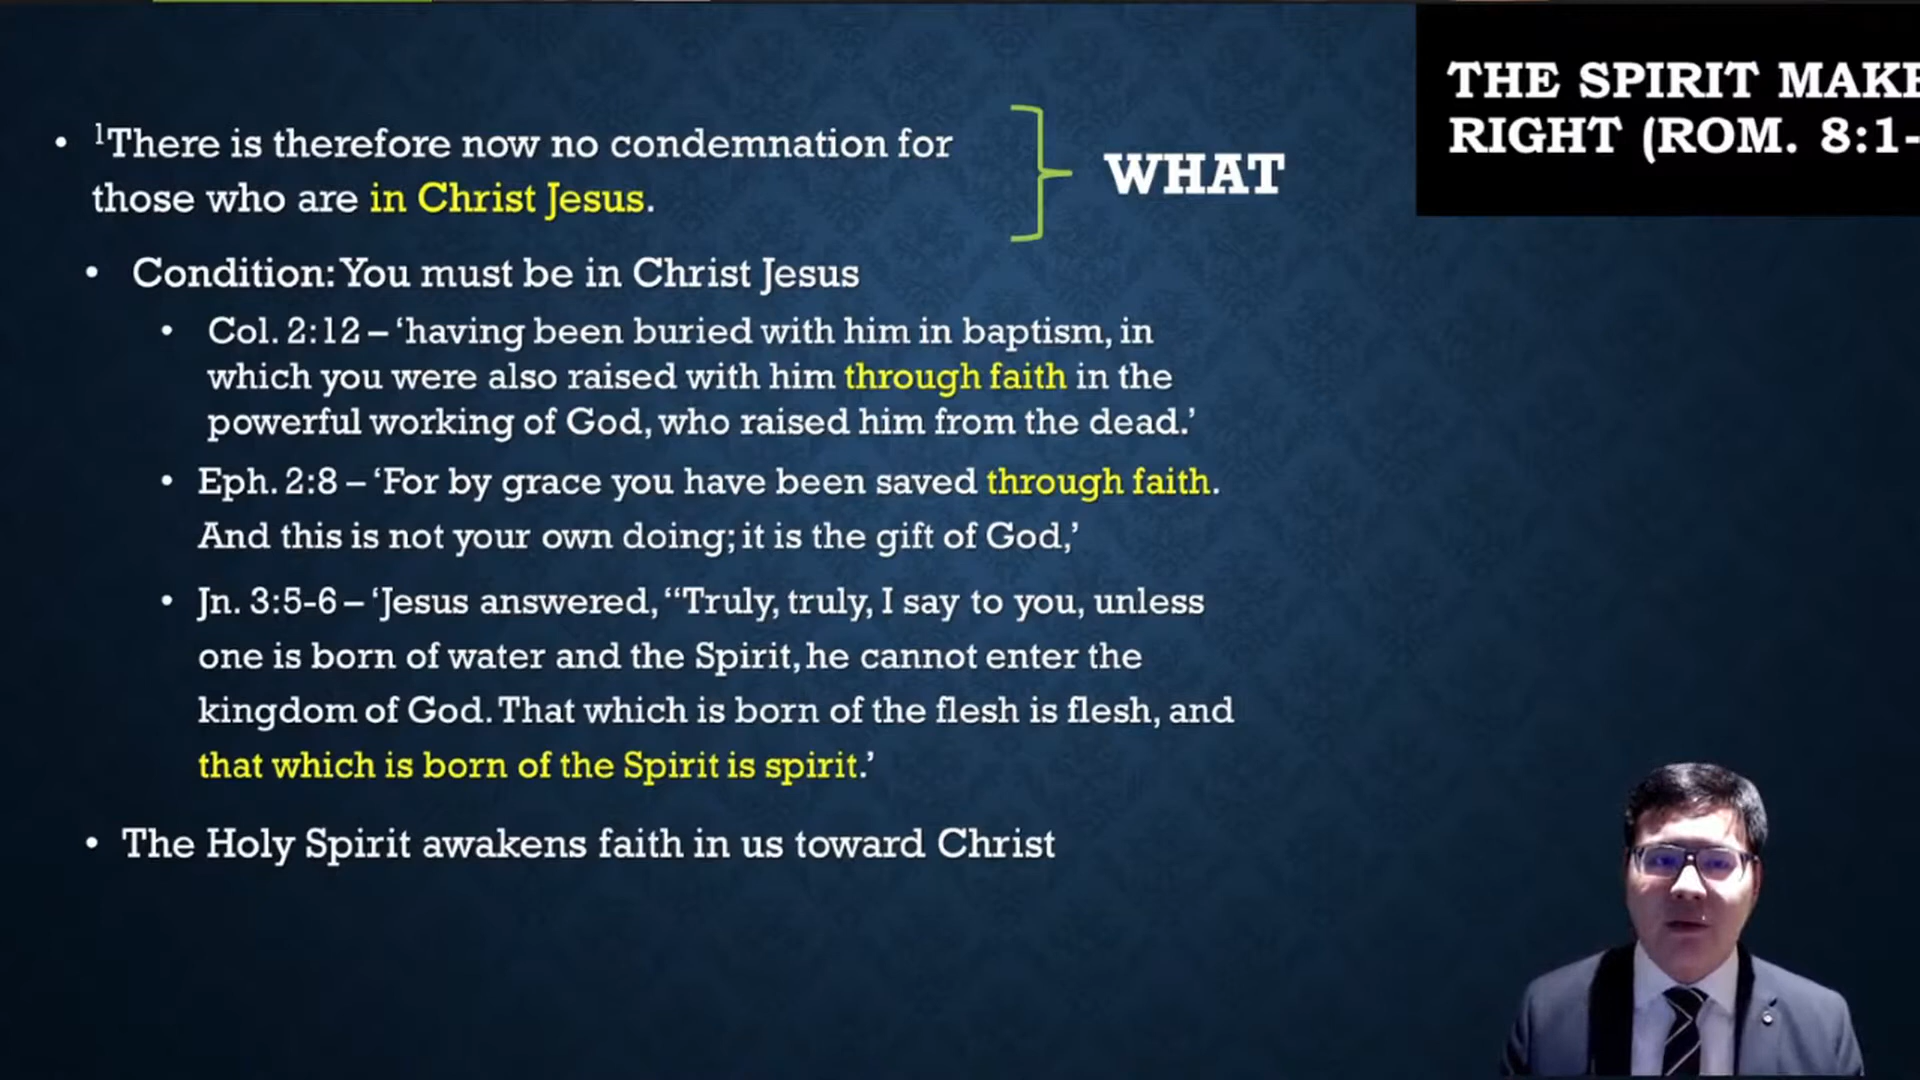 THE SPIRIT MAKE
RIGHT (ROM. 8:1-
• ¹There is therefore now no condemnation for
those who are in Christ Jesus.
WHAT
• Condition: You must be in Christ Jesus
• Col. 2:12 – ‘having been buried with him in baptism, in
which you were also raised with him through faith in the
powerful working of God, who raised him from the dead.’
• Eph. 2:8 – ‘For by grace you have been saved through faith.
And this is not your own doing; it is the gift of God,’
• Jn. 3:5-6 – ‘Jesus answered, “Truly, truly, I say to you, unless
one is born of water and the Spirit, he cannot enter the
kingdom of God. That which is born of the flesh is flesh, and
that which is born of the Spirit is spirit.’
• The Holy Spirit awakens faith in us toward Christ